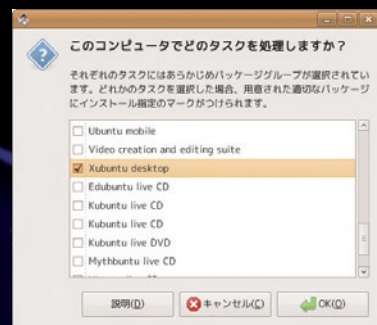 このコンピュータでどのタスクを処理しますか？
それぞれのタスクにはあらかじめパッケージグループが選択されてい
ます。どれかのタスクを選択した場合、用意された適切なパッケージ
にインストール指定のマークがつけられます。
Ubuntu mobile
Video creation and editing suite
Xubuntu desktop
Edubuntu live CD
Kubuntu live CD
Kubuntu live CD
Kubuntu live DVD
Mythbuntu live CD
説明(D)
キャンセル(C)
OK(O)